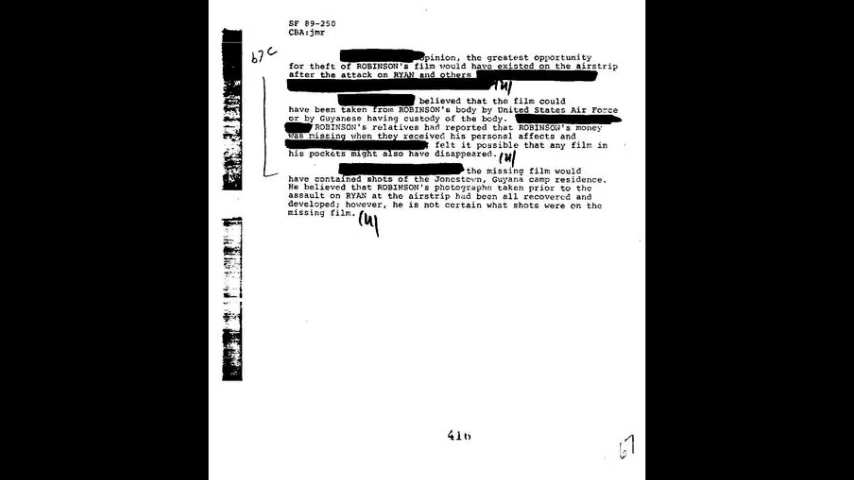 SF 89-250
CBA:jmr
b7c
opinion, the greatest opportunity
for theft of ROBINSON's film would have existed on the airstrip
after the attack on RYAN and others
(u)
believed that the film could
have been taken from ROBINSON's body by United States Air Force
or by Guyanese having custody of the body.
ROBINSON's relatives had reported that ROBINSON's money
was missing when they received his personal affects and
felt it possible that any film in
his pockets might also have disappeared. (u)
the missing film would
have contained shots of the Jonestown, Guyana camp residence.
He believed that ROBINSON's photographs taken prior to the
assault on RYAN at the airstrip had been all recovered and
developed; however, he is not certain what shots were on the
missing film. (u)
41b
67